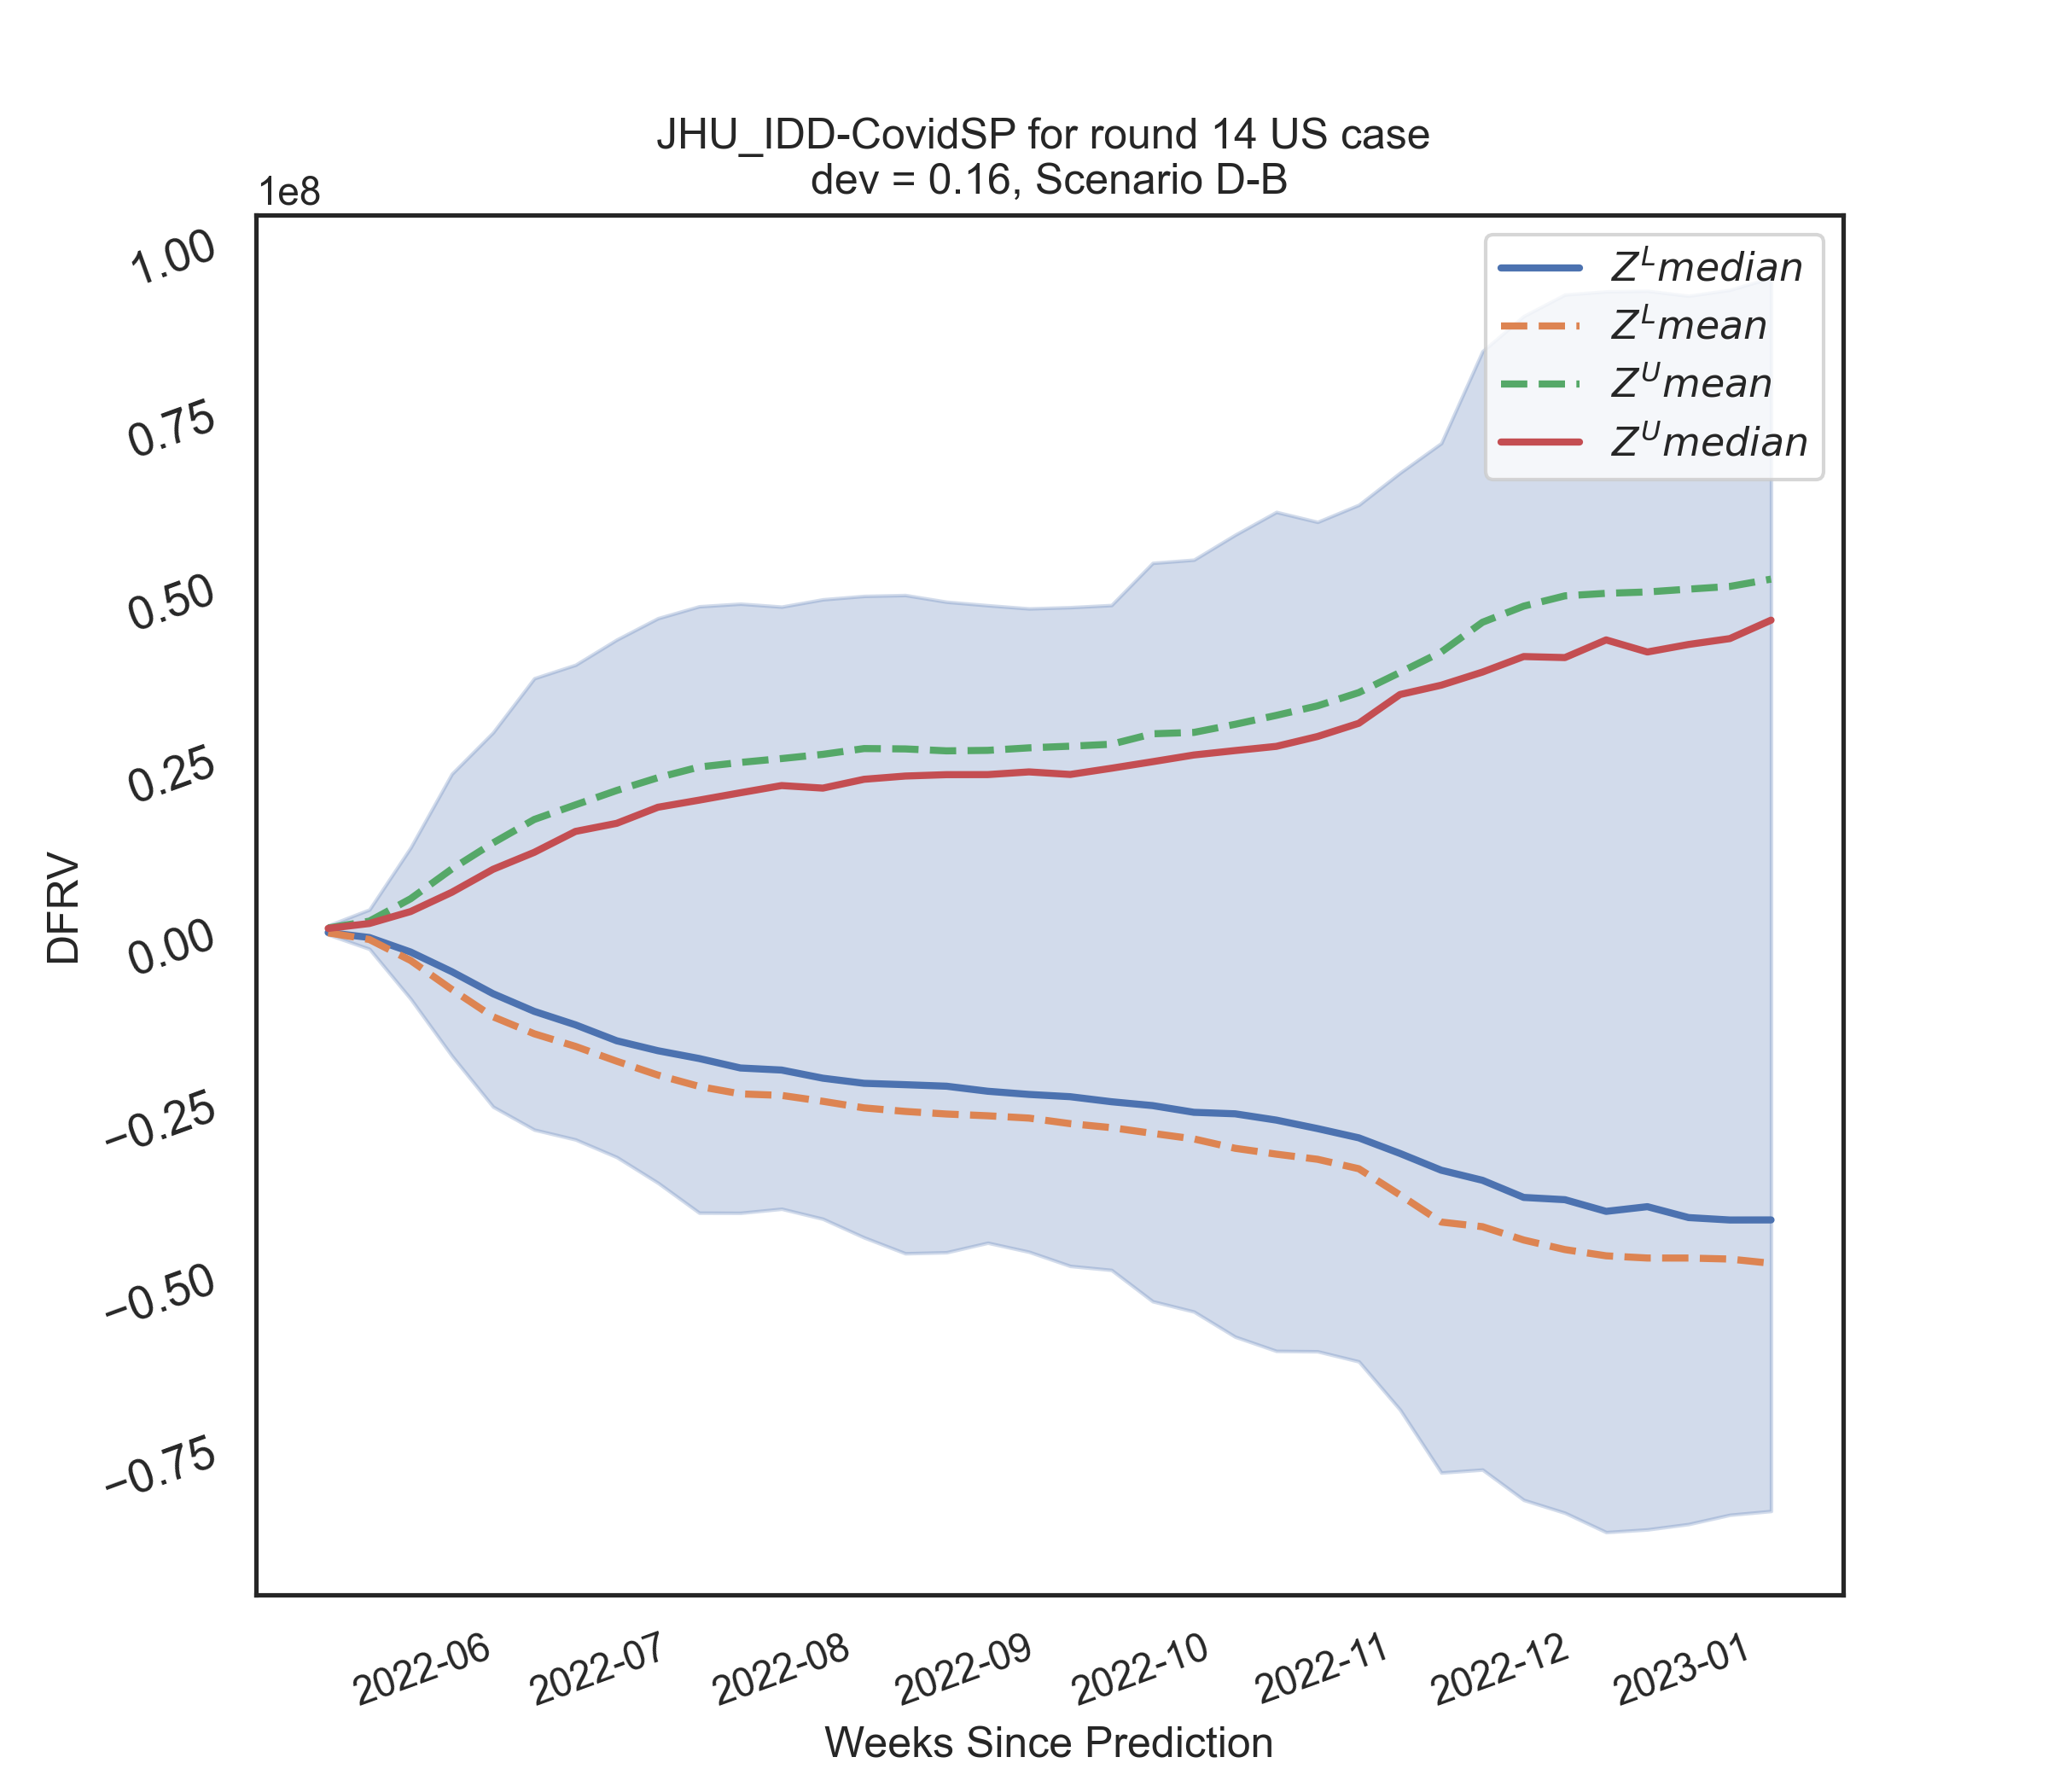 JHU_IDD-CovidSP for round 14 US case
dev = 0.16, Scenario D-B
1e8
1.00
0.75
0.50
0.25
0.00
−0.25
−0.50
−0.75
DFRV
Z^L median
Z^L mean
Z^U mean
Z^U median
2022-06
2022-07
2022-08
2022-09
2022-10
2022-11
2022-12
2023-01
Weeks Since Prediction